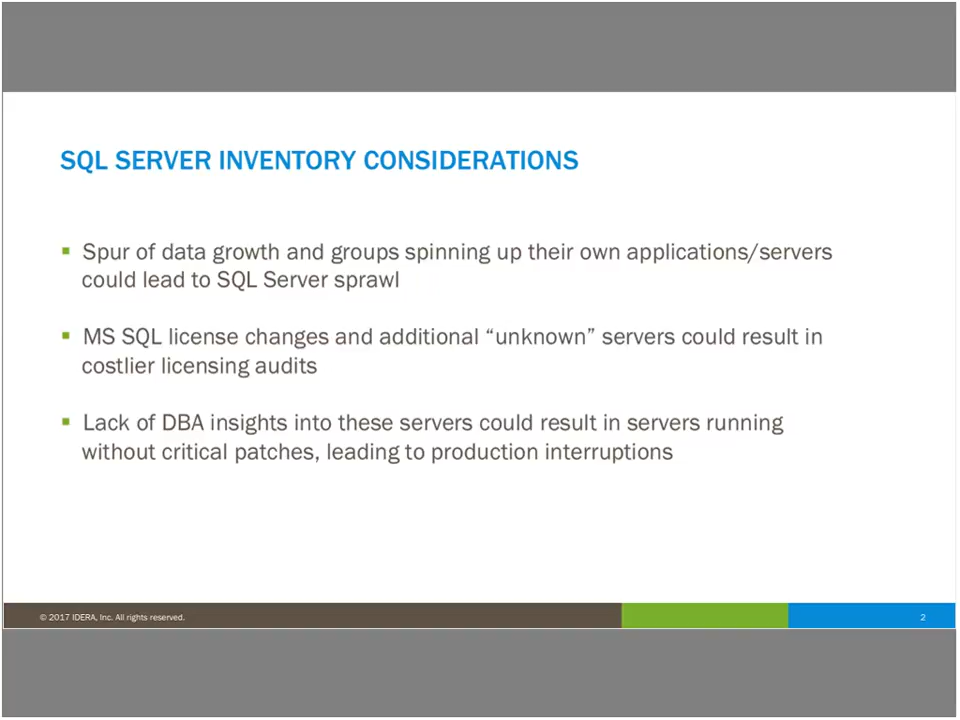 SQL SERVER INVENTORY CONSIDERATIONS
▪ Spur of data growth and groups spinning up their own applications/servers
could lead to SQL Server sprawl
▪ MS SQL license changes and additional “unknown” servers could result in
costlier licensing audits
▪ Lack of DBA insights into these servers could result in servers running
without critical patches, leading to production interruptions
© 2017 IDERA, Inc. All rights reserved.
2